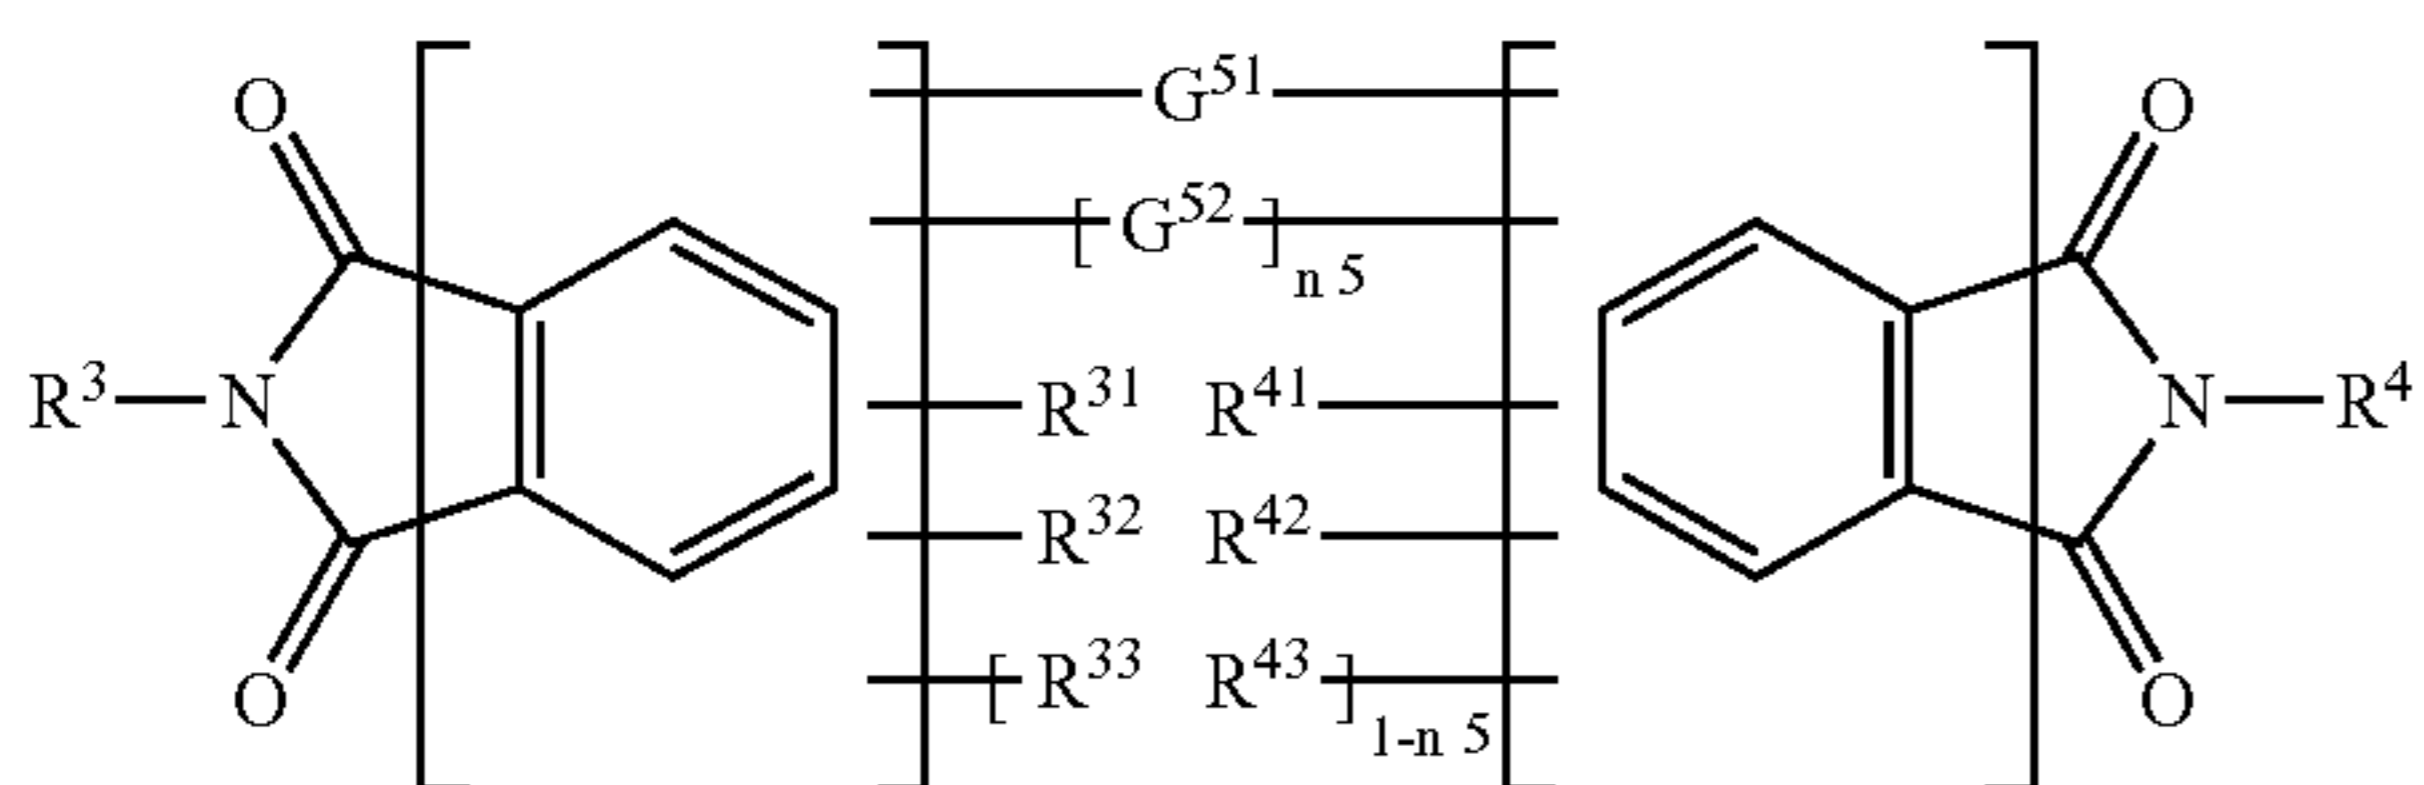 O G⁵¹ O
[G⁵²]n 5
R³—N R³¹ R⁴¹ N—R⁴
R³² R⁴²
O [R³³ R⁴³]1-n 5 O